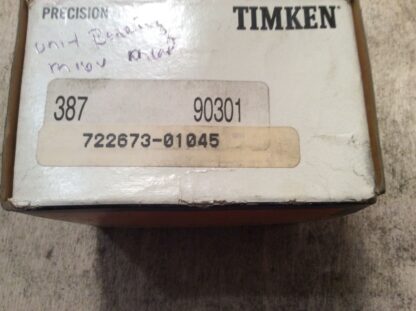 PRECISION TIMKEN
unit Bearing
387 90301
722673-01045